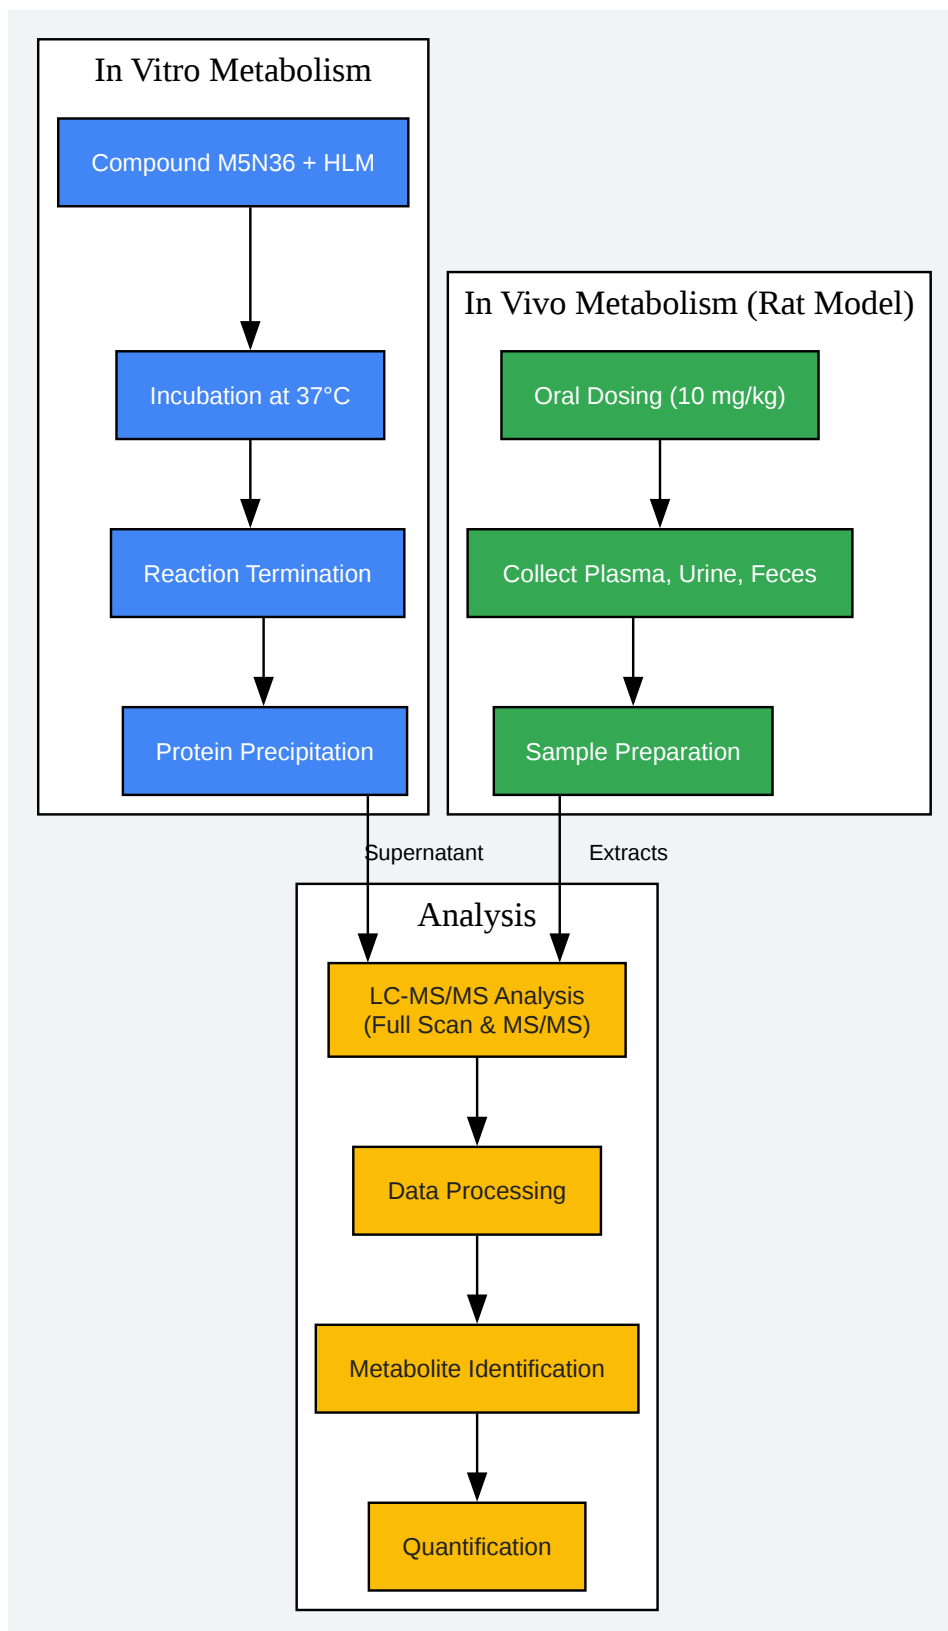 In Vitro Metabolism
Compound M5N36 + HLM
Incubation at 37°C
Reaction Termination
Protein Precipitation
In Vivo Metabolism (Rat Model)
Oral Dosing (10 mg/kg)
Collect Plasma, Urine, Feces
Sample Preparation
Supernatant
Extracts
Analysis
LC-MS/MS Analysis
(Full Scan & MS/MS)
Data Processing
Metabolite Identification
Quantification